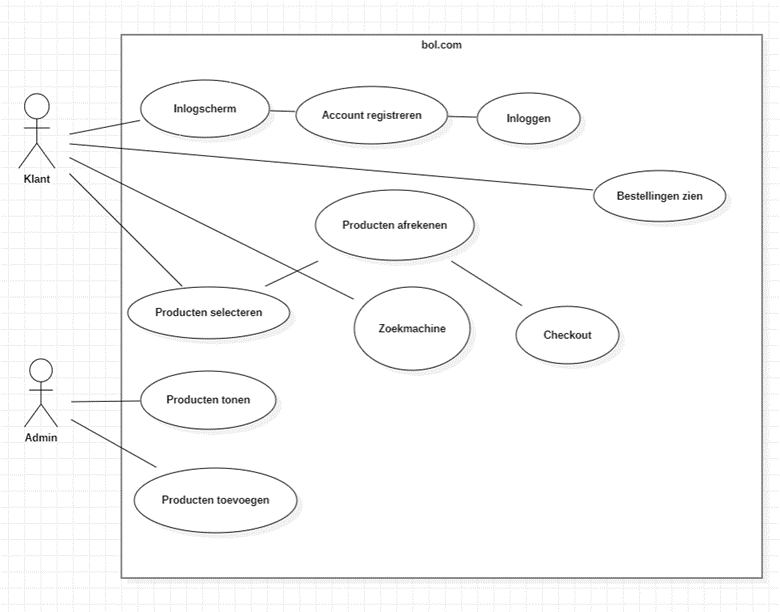 bol.com
Inlogscherm
Account registreren
Inloggen
Klant
Bestellingen zien
Producten afrekenen
Producten selecteren
Zoekmachine
Checkout
Producten tonen
Admin
Producten toevoegen